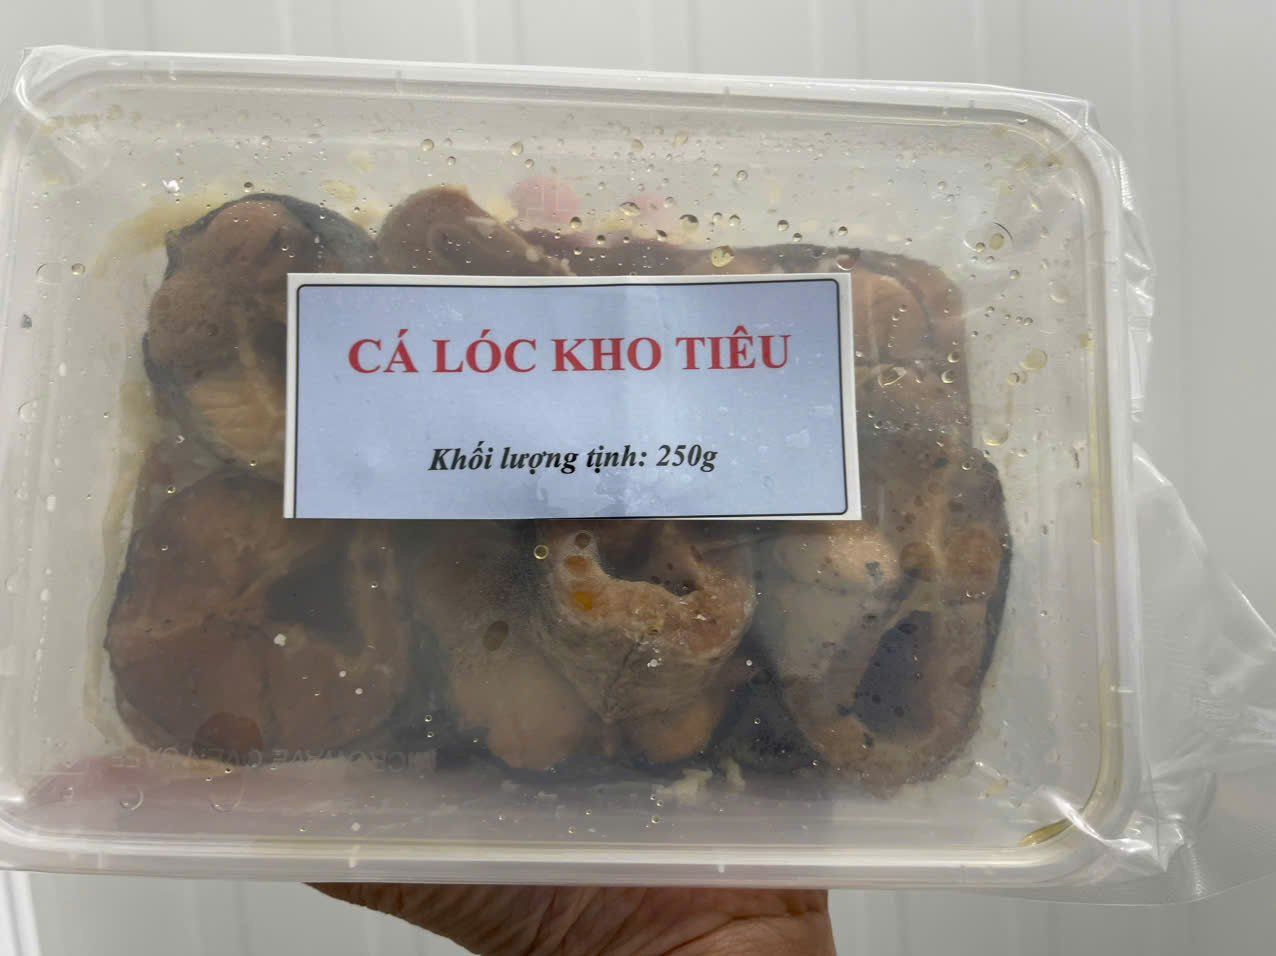 CÁ LÓC KHO TIÊU
Khối lượng tịnh: 250g